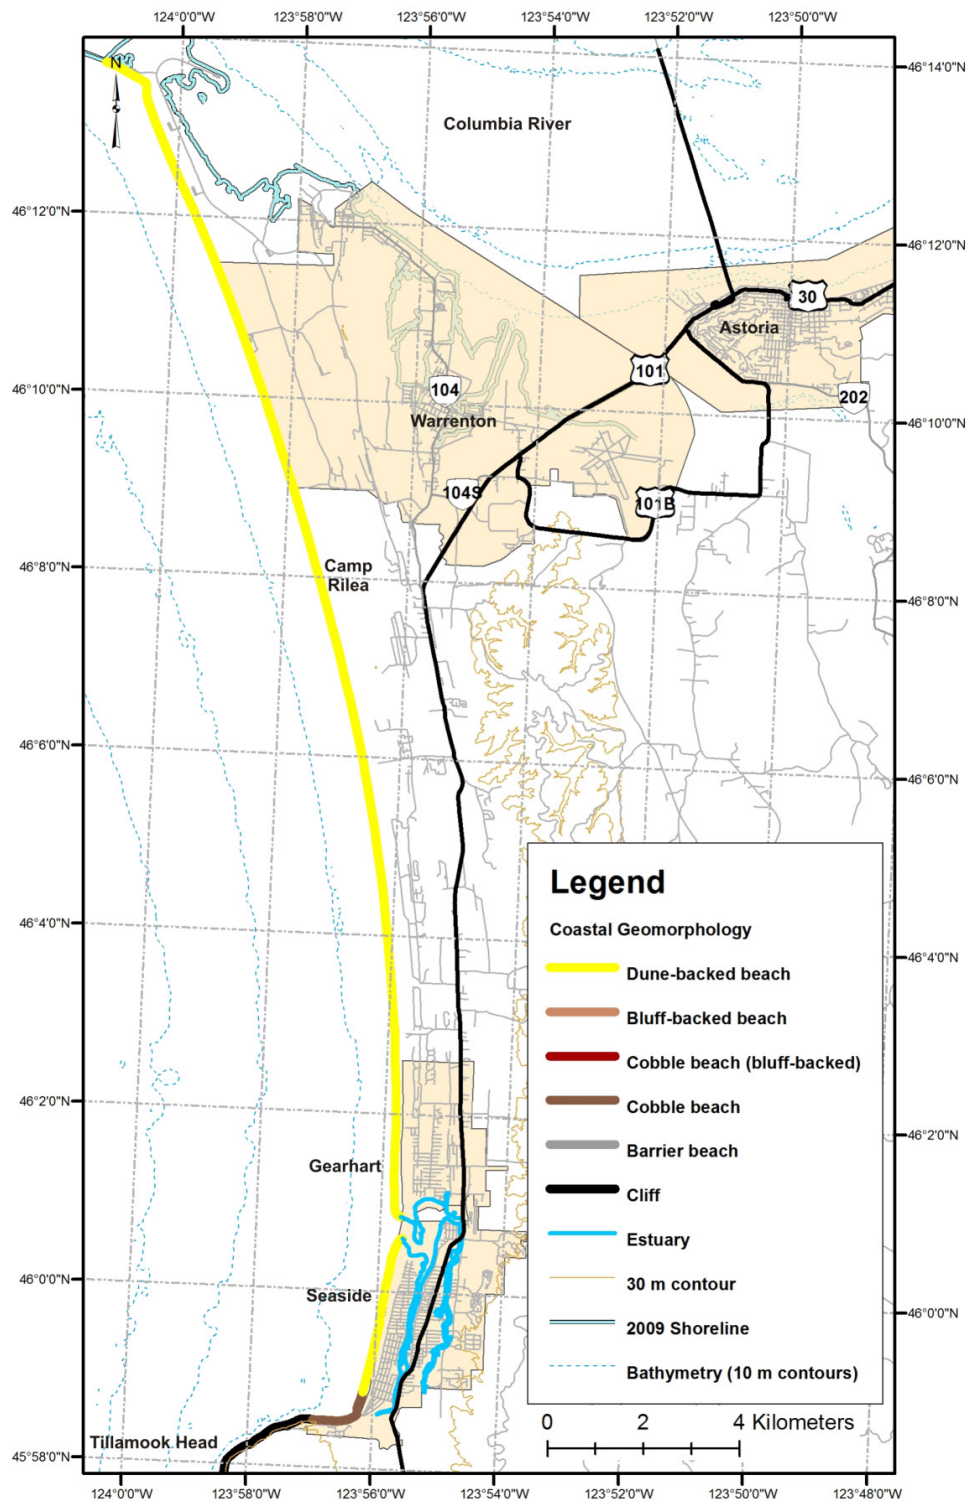 124°0'0"W
123°58'0"W
123°56'0"W
123°54'0"W
123°52'0"W
123°50'0"W
N
46°14'0"N
Columbia River
46°12'0"N
46°12'0"N
30
Astoria
101
104
46°10'0"N
202
Warrenton
46°10'0"N
104S
101B
Camp
Rilea
46°8'0"N
46°8'0"N
46°6'0"N
46°6'0"N
46°4'0"N
46°4'0"N
46°2'0"N
46°2'0"N
Gearhart
46°0'0"N
Seaside
46°0'0"N
Tillamook Head
45°58'0"N
Legend
Coastal Geomorphology
Dune-backed beach
Bluff-backed beach
Cobble beach (bluff-backed)
Cobble beach
Barrier beach
Cliff
Estuary
30 m contour
2009 Shoreline
Bathymetry (10 m contours)
0 2 4 Kilometers
124°0'0"W
123°58'0"W
123°56'0"W
123°54'0"W
123°52'0"W
123°50'0"W
123°48'0"W